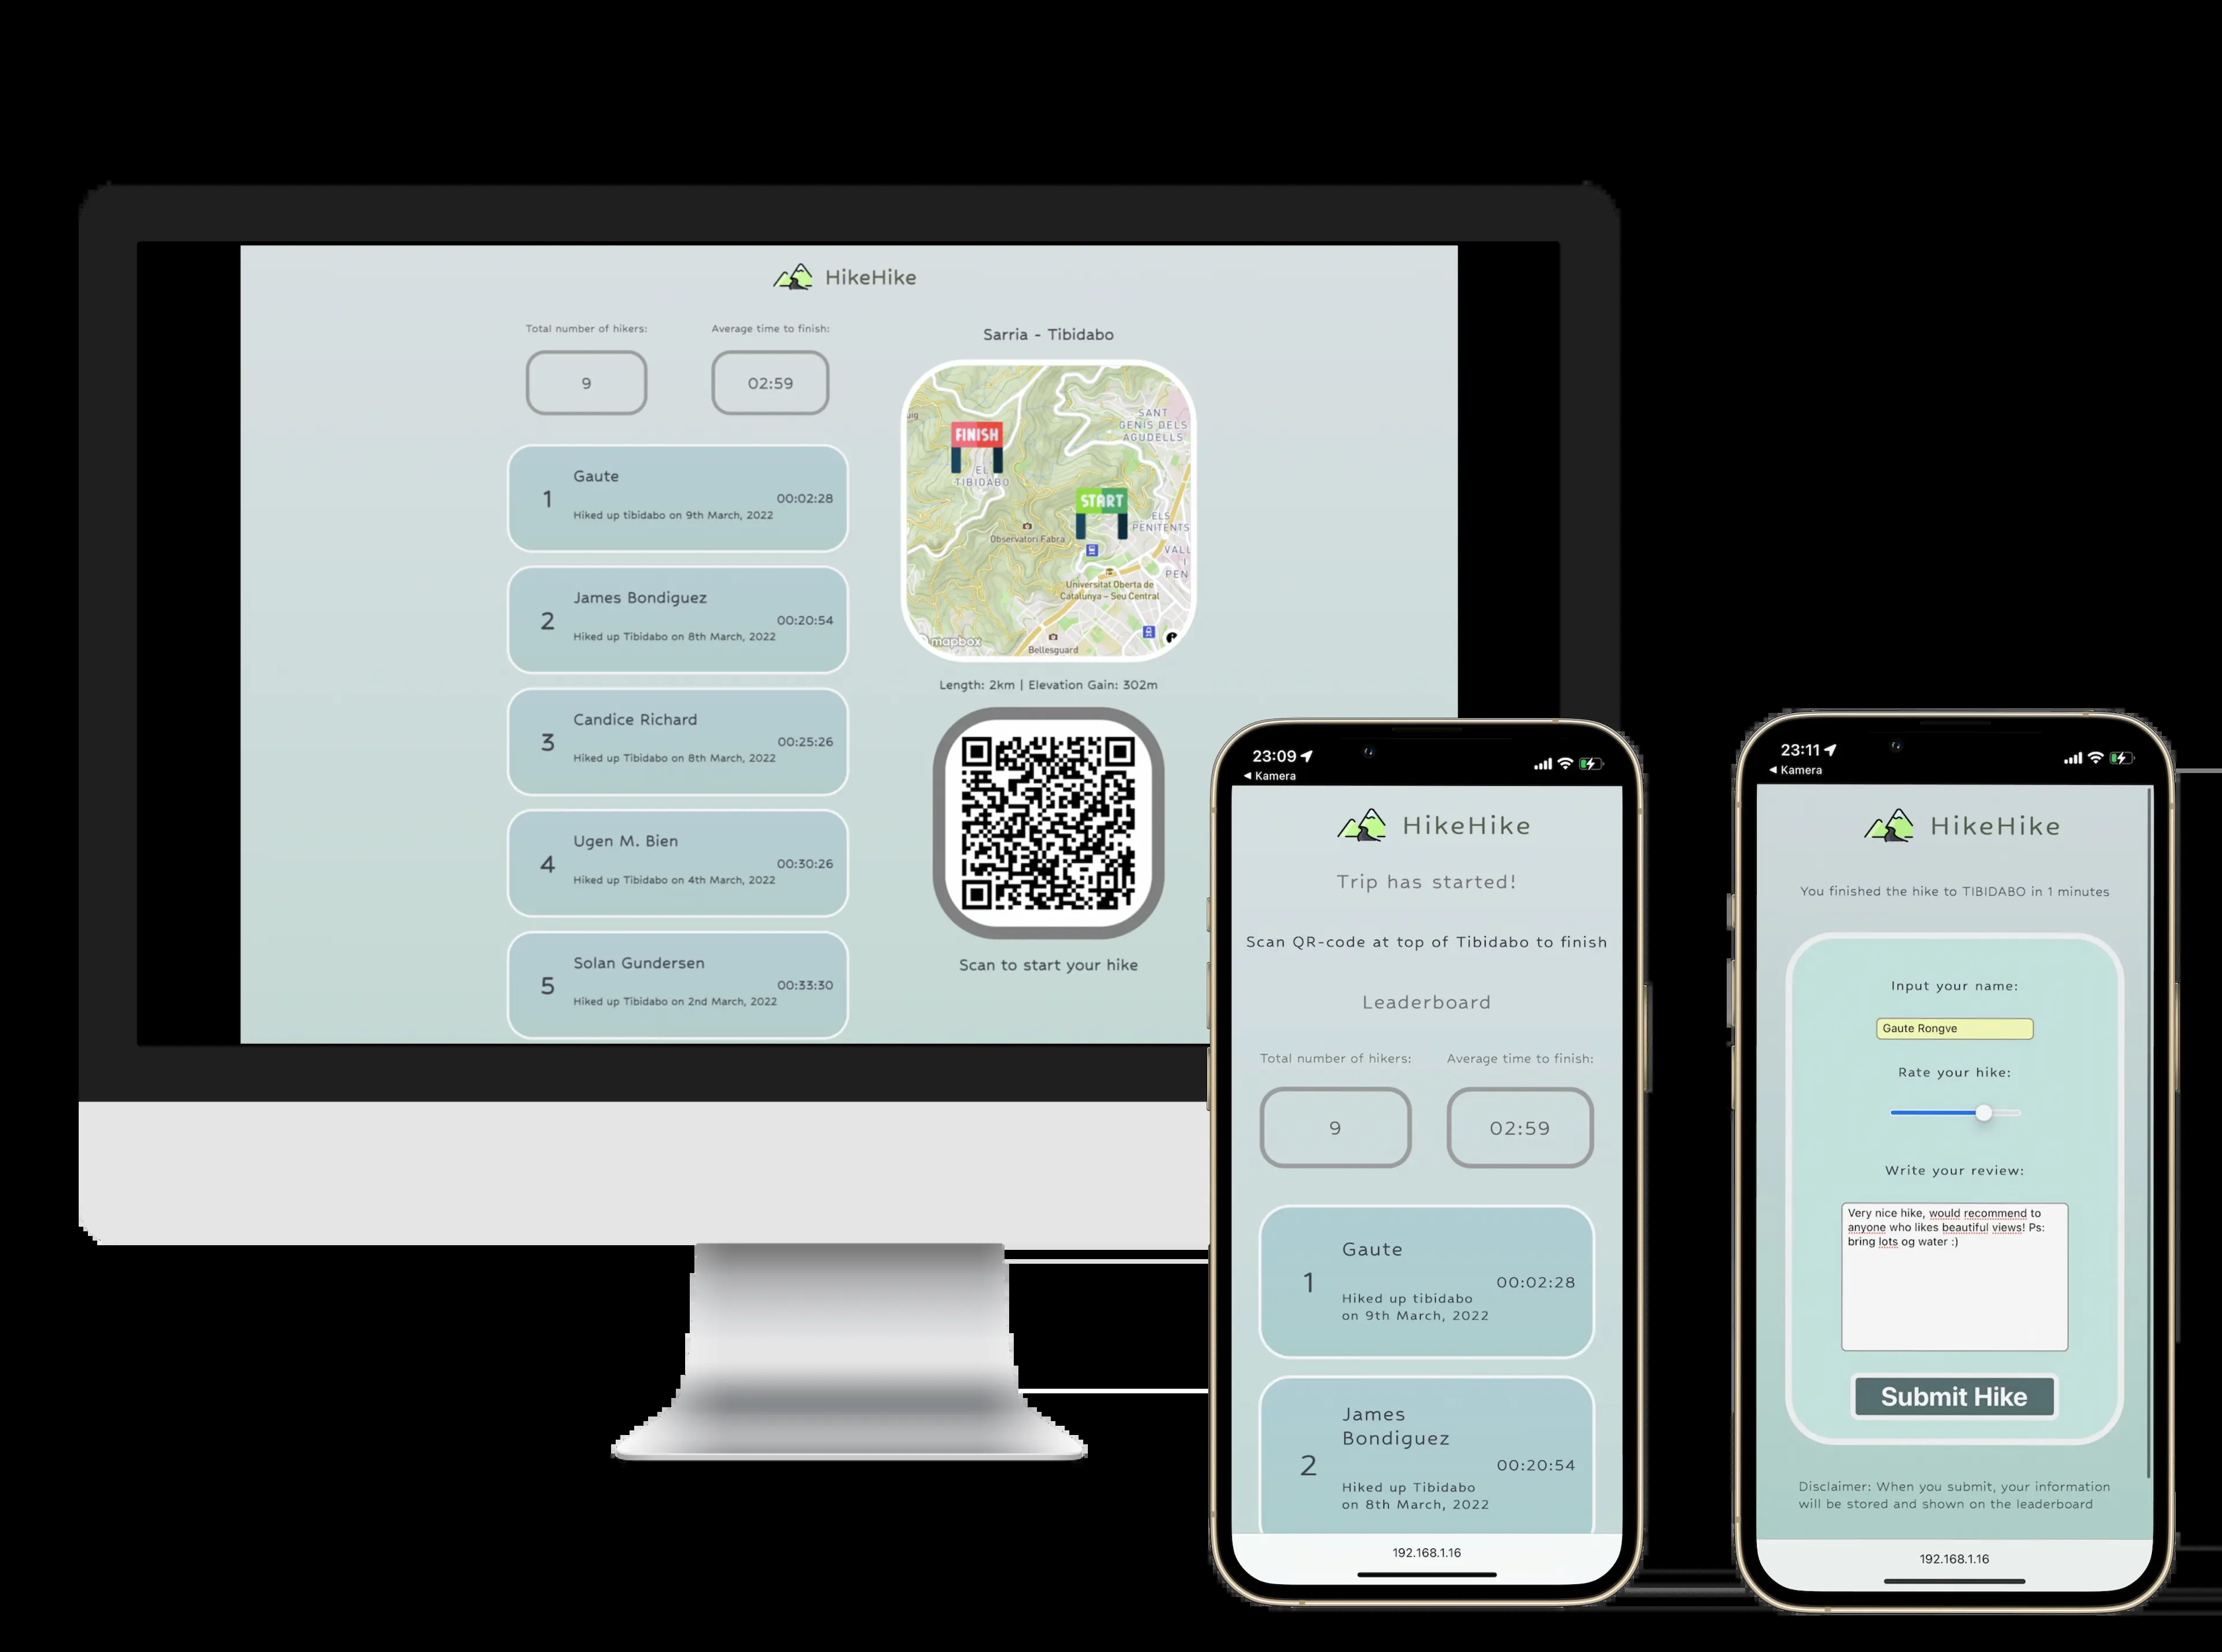 HikeHike
Total number of hikers:
9
Average time to finish:
02:59
1
Gaute
00:02:28
Hiked up tibidabo on 9th March, 2022
2
James Bondiguez
00:20:54
Hiked up Tibidabo on 8th March, 2022
3
Candice Richard
00:25:26
Hiked up Tibidabo on 8th March, 2022
4
Ugen M. Bien
00:30:26
Hiked up Tibidabo on 4th March, 2022
5
Solan Gundersen
00:33:30
Hiked up Tibidabo on 2nd March, 2022
Sarria - Tibidabo
uig
SANT
GENÍS DELS
AGUDELLS
FINISH
EL
TIBIDABO
START
ELS
PENITENTS
Observatori Fabra
VALL
I
PEN
Universitat Oberta de
Catalunya – Seu Central
mapbox
Bellesguard
Length: 2km | Elevation Gain: 302m
Scan to start your hike
23:09
◀ Kamera
HikeHike
Trip has started!
Scan QR-code at top of Tibidabo to finish
Leaderboard
Total number of hikers:
9
Average time to finish:
02:59
1
Gaute
00:02:28
Hiked up tibidabo
on 9th March, 2022
2
James
Bondiguez
00:20:54
Hiked up Tibidabo
on 8th March, 2022
192.168.1.16
23:11
◀ Kamera
HikeHike
You finished the hike to TIBIDABO in 1 minutes
Input your name:
Gaute Rongve
Rate your hike:
Write your review:
Very nice hike, would recommend to
anyone who likes beautiful views! Ps:
bring lots og water :)
Submit Hike
Disclaimer: When you submit, your information
will be stored and shown on the leaderboard
192.168.1.16